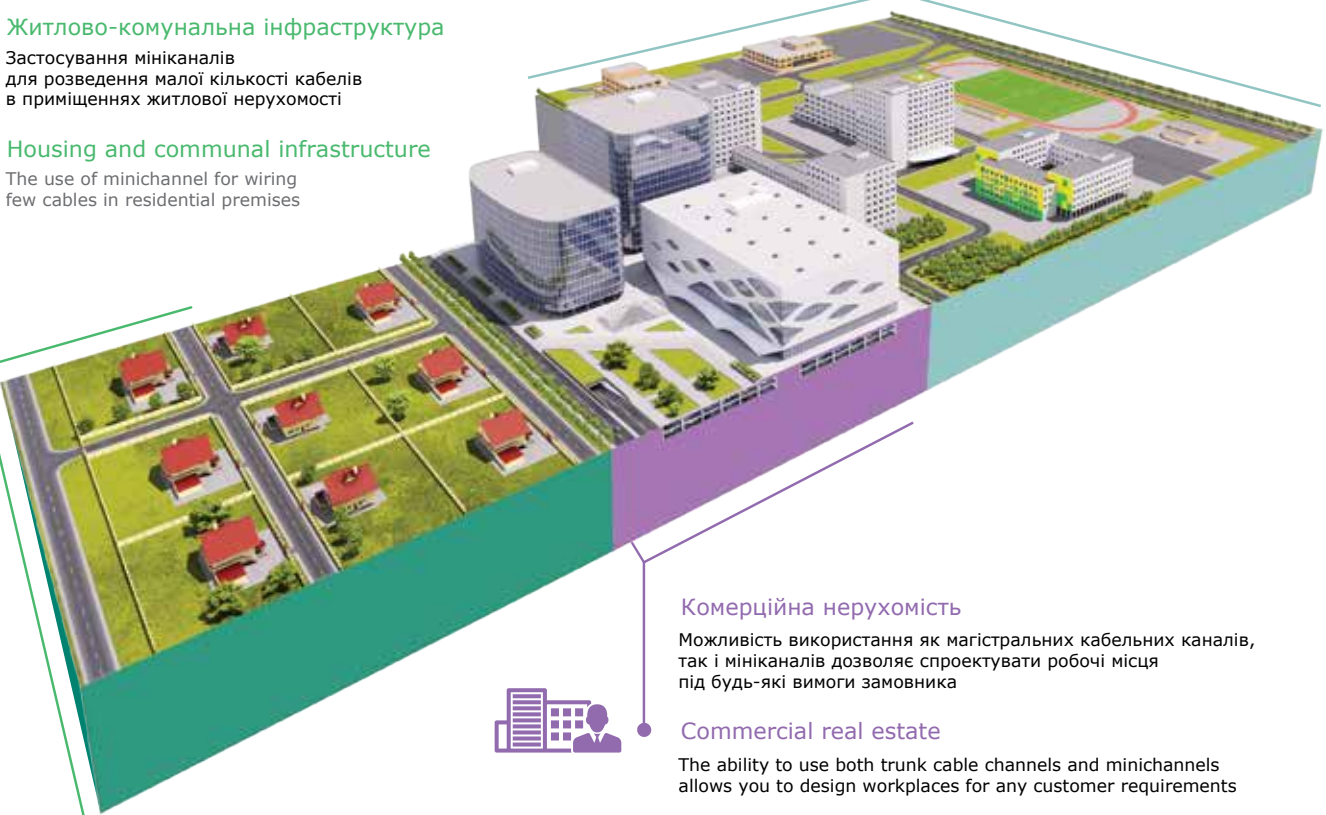 Житлово-комунальна інфраструктура
Застосування мініканалів
для розведення малої кількості кабелів
в приміщеннях житлової нерухомості
Housing and communal infrastructure
The use of minichannel for wiring
few cables in residential premises
Комерційна нерухомість
Можливість використання як магістральних кабельних каналів,
так і мініканалів дозволяє спроектувати робочі місця
під будь-які вимоги замовника
Commercial real estate
The ability to use both trunk cable channels and minichannels
allows you to design workplaces for any customer requirements